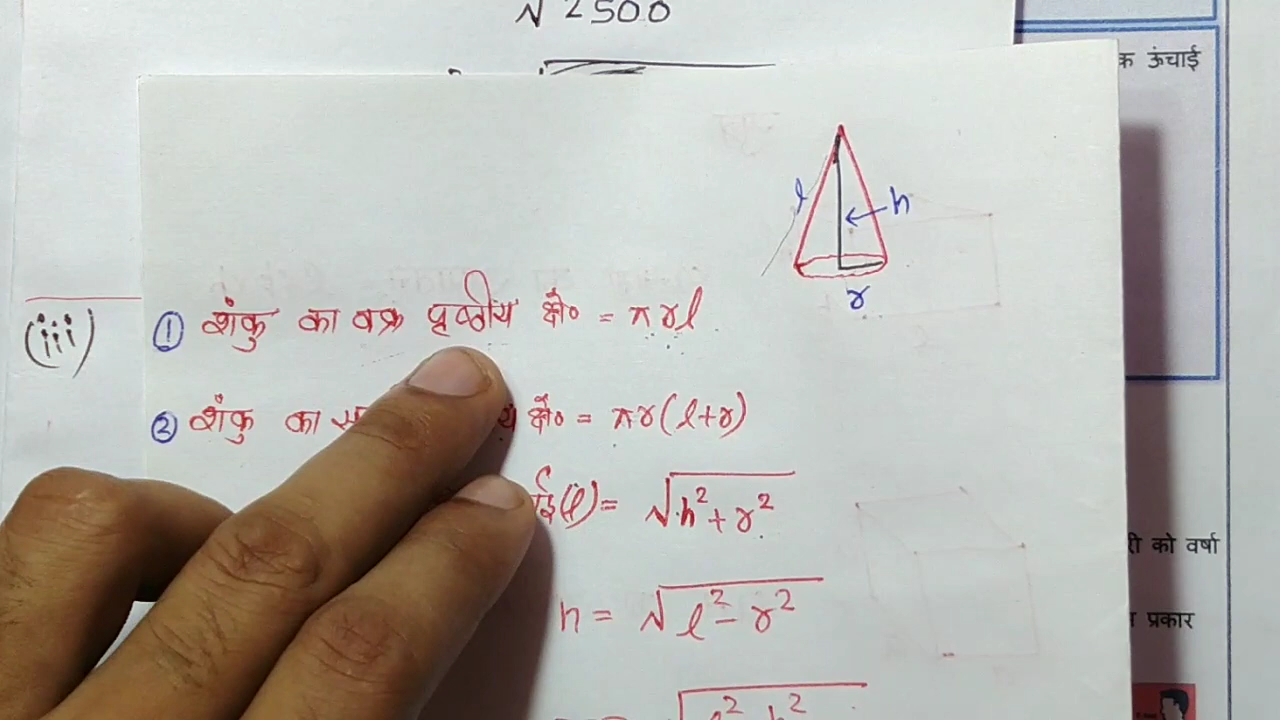 √2500
क ऊंचाई
l
h
r
(iii)
① शंकु का वक्र पृष्ठीय क्षे० = πrl
② शंकु का क्षे० = πr(l+r)
(l) = √h²+r²
h = √l²-r²
री को वर्षा
प्रकार